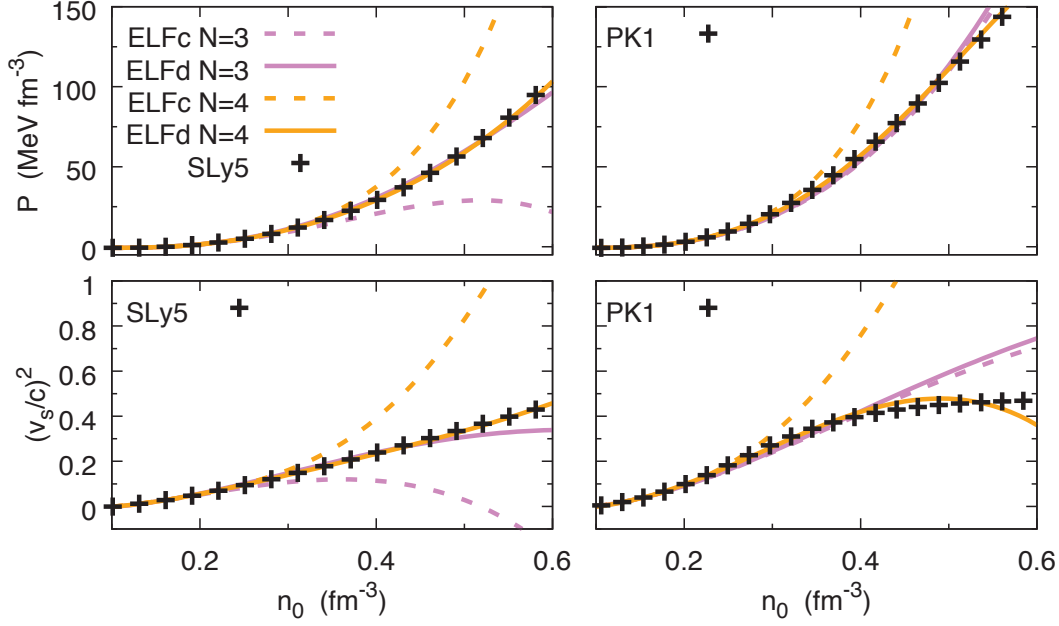 P (MeV fm⁻³)
150
100
50
0
ELFc N=3
ELFd N=3
ELFc N=4
ELFd N=4
SLy5
PK1
(v_s/c)²
1
0.8
0.6
0.4
0.2
0
SLy5
PK1
0.2 0.4 0.6
0.2 0.4 0.6
n₀ (fm⁻³)
n₀ (fm⁻³)